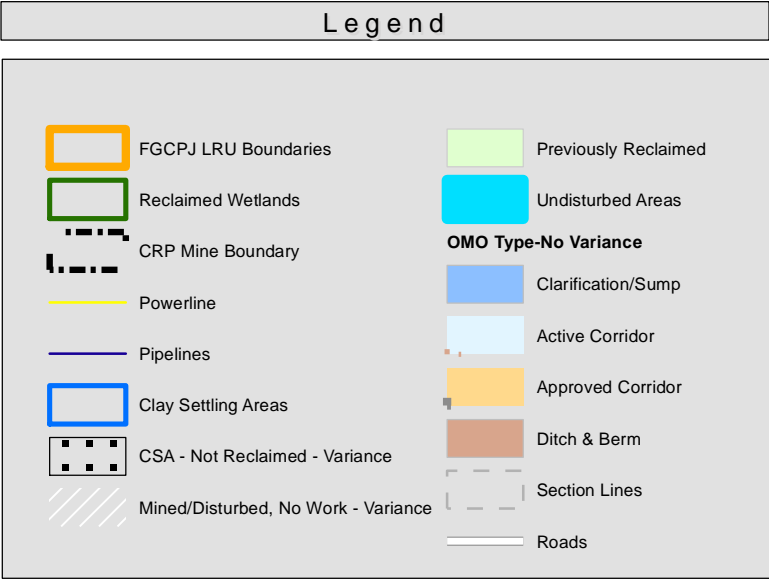 Legend
FGCPJ LRU Boundaries
Reclaimed Wetlands
CRP Mine Boundary
Powerline
Pipelines
Clay Settling Areas
CSA - Not Reclaimed - Variance
Mined/Disturbed, No Work - Variance
Previously Reclaimed
Undisturbed Areas
OMO Type-No Variance
Clarification/Sump
Active Corridor
Approved Corridor
Ditch & Berm
Section Lines
Roads